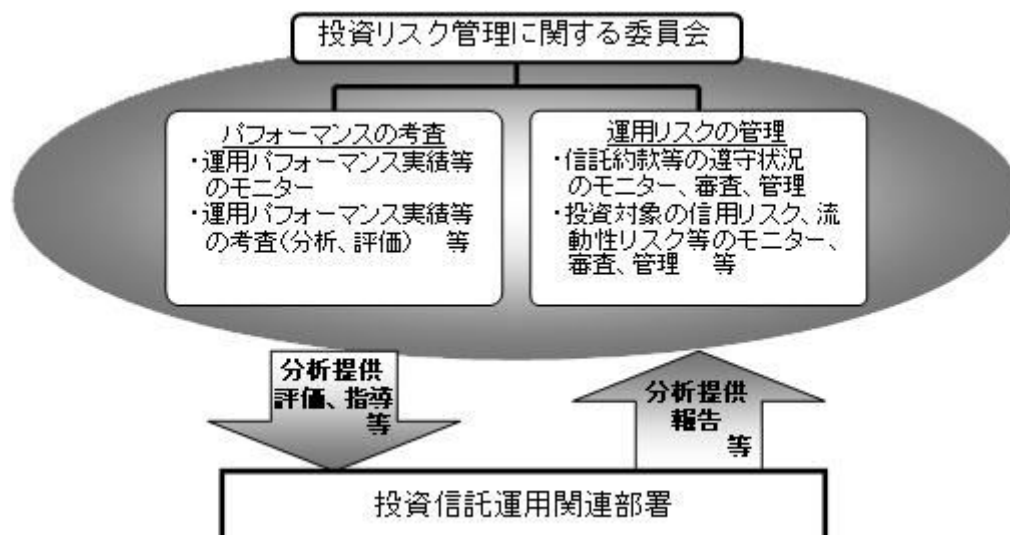 投資リスク管理に関する委員会
パフォーマンスの考査
・運用パフォーマンス実績等
のモニター
・運用パフォーマンス実績等
の考査(分析、評価) 等
運用リスクの管理
・信託約款等の遵守状況
のモニター、審査、管理
・投資対象の信用リスク、流
動性リスク等のモニター、
審査、管理 等
分析提供
評価、指導
等
分析提供
報告
等
投資信託運用関連部署